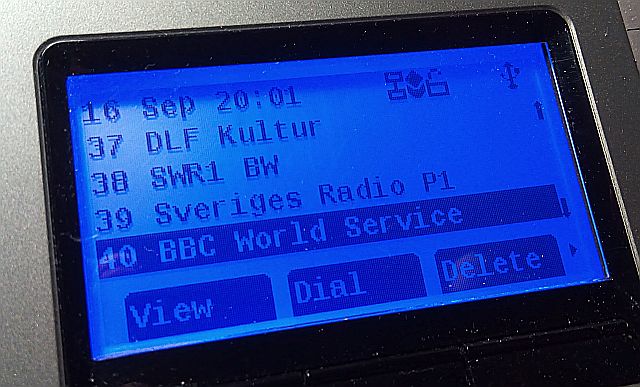 16 Sep 20:01
37 DLF Kultur
38 SWR1 BW
39 Sveriges Radio P1
40 BBC World Service
View Dial Delete